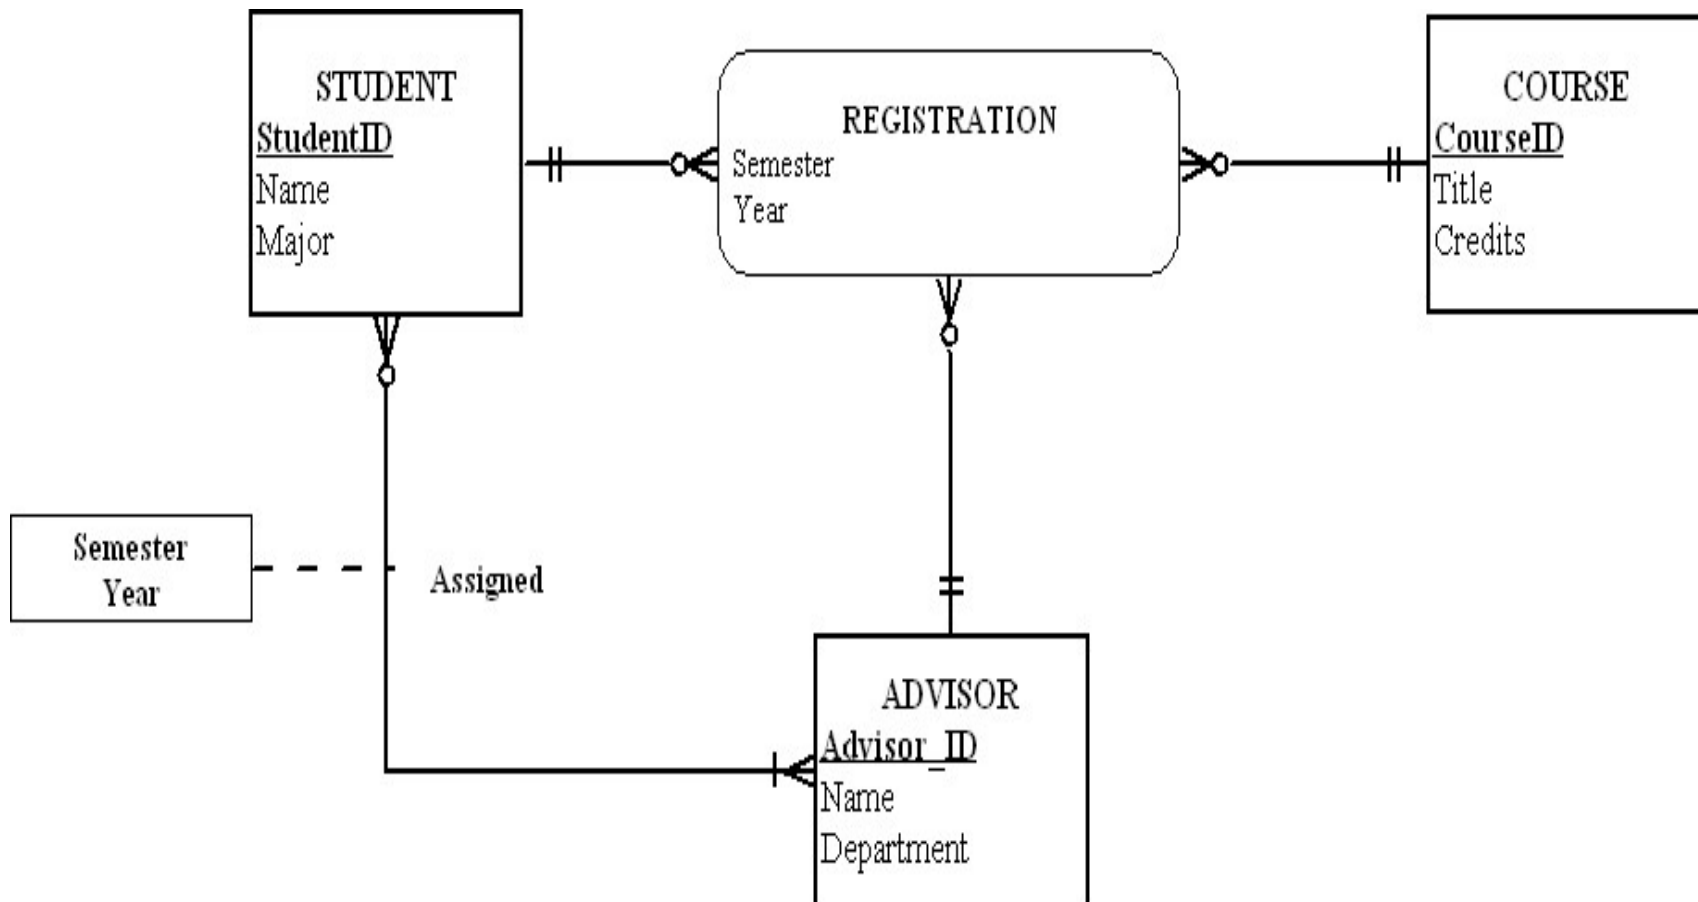 STUDENT
StudentID
Name
Major
REGISTRATION
Semester
Year
COURSE
CourseID
Title
Credits
Semester
Year
Assigned
ADVISOR
Advisor_ID
Name
Department